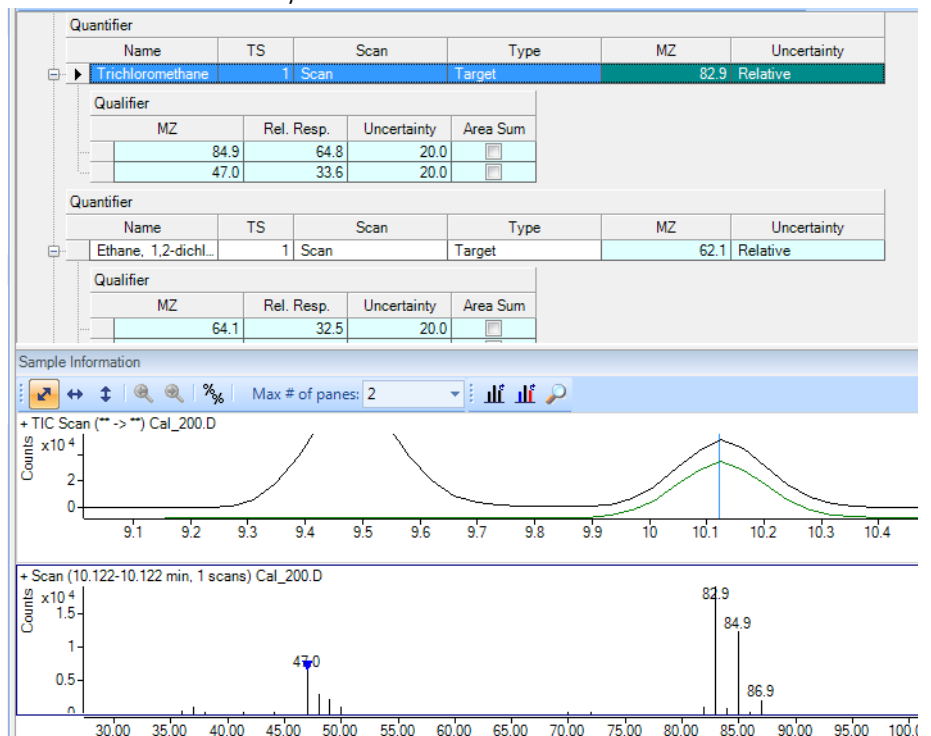 Quantifier
Name TS Scan Type MZ Uncertainty
Trichloromethane 1 Scan Target 82.9 Relative
Qualifier
MZ Rel. Resp. Uncertainty Area Sum
84.9 64.8 20.0
47.0 33.6 20.0
Quantifier
Name TS Scan Type MZ Uncertainty
Ethane, 1,2-dichl... 1 Scan Target 62.1 Relative
Qualifier
MZ Rel. Resp. Uncertainty Area Sum
64.1 32.5 20.0
Sample Information
Max # of panes: 2
+ TIC Scan (** -> **) Cal_200.D
Counts
x10 4
2
0
9.1 9.2 9.3 9.4 9.5 9.6 9.7 9.8 9.9 10 10.1 10.2 10.3 10.4
+ Scan (10.122-10.122 min, 1 scans) Cal_200.D
Counts
x10 4
82.9
1.5
84.9
1
47.0
0.5
86.9
0
30.00 35.00 40.00 45.00 50.00 55.00 60.00 65.00 70.00 75.00 80.00 85.00 90.00 95.00 100.